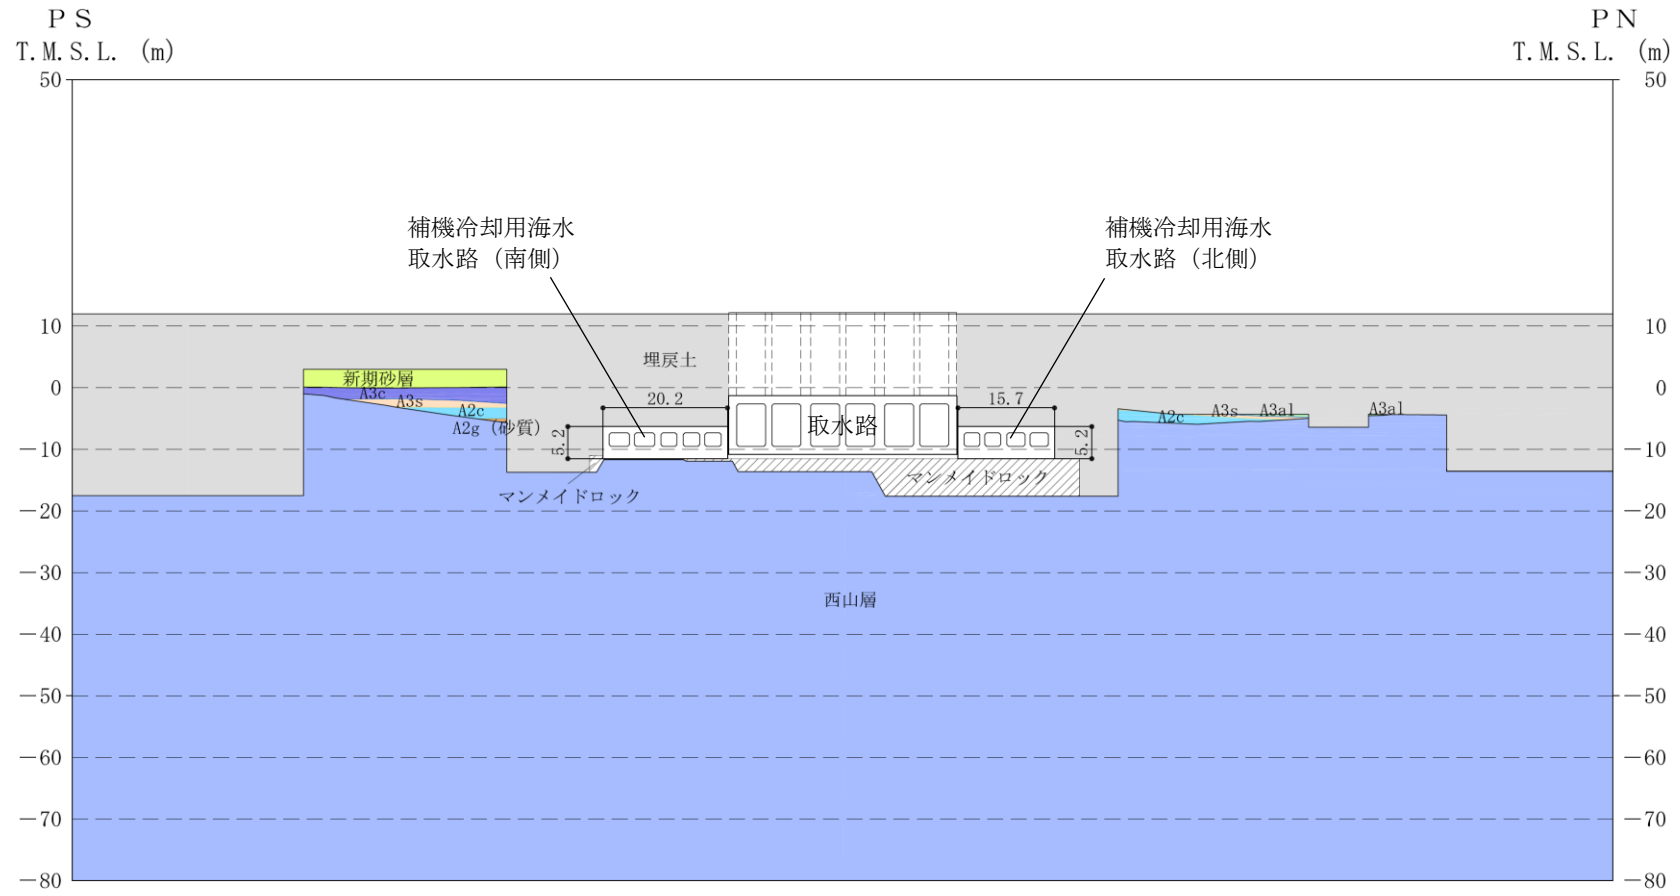 ＰＳ
T.M.S.L. (m)
ＰＮ
T.M.S.L. (m)
50
50
補機冷却用海水
取水路（南側）
補機冷却用海水
取水路（北側）
10
10
埋戻土
新期砂層
0
0
A3c
A3s
20.2
15.7
A2c
A3s
A3al
A3al
A2c
A2g（砂質）
5.2
取水路
5.2
－10
－10
マンメイドロック
マンメイドロック
－20
－20
－30
－30
西山層
－40
－40
－50
－50
－60
－60
－70
－70
－80
－80